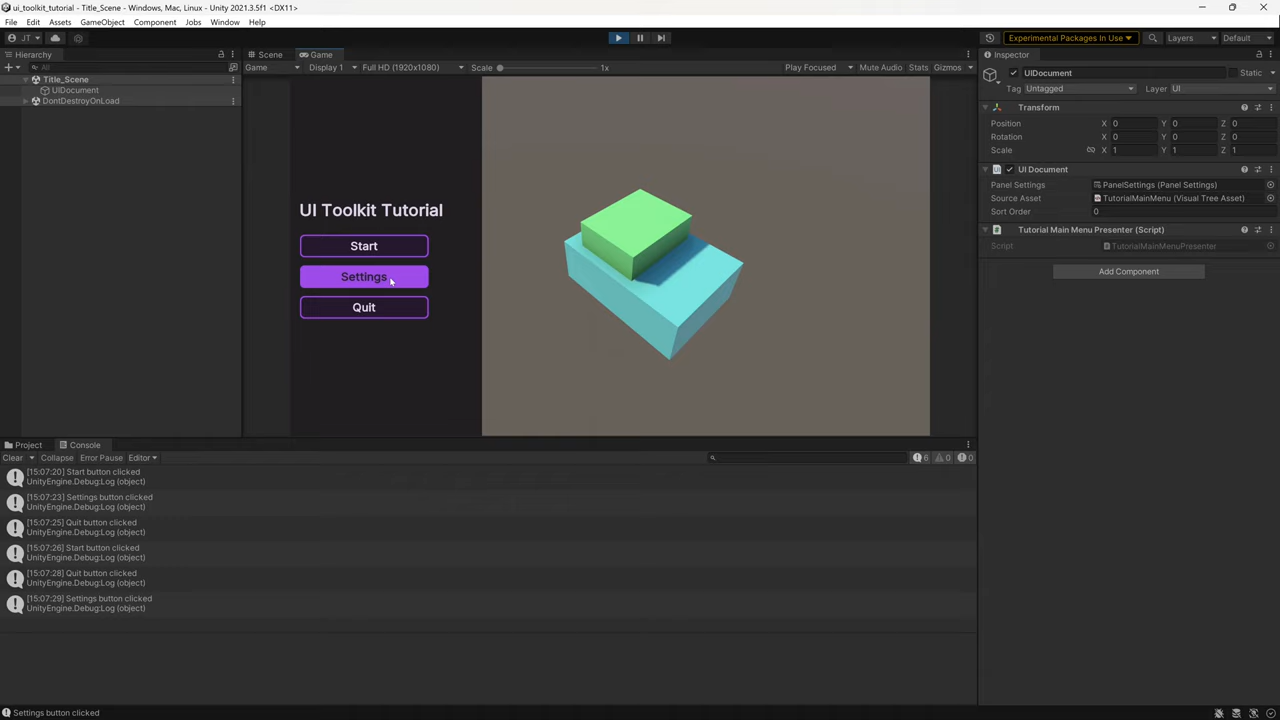 ui_toolkit_tutorial - Title_Scene - Windows, Mac, Linux - Unity 2021.3.5f1 <DX11>
File Edit Assets GameObject Component Jobs Window Help
JT
Experimental Packages In Use
Layers
Default
Hierarchy
All
Title_Scene
UIDocument
DontDestroyOnLoad
Scene
Game
Game
Display 1
Full HD (1920x1080)
Scale
1x
Play Focused
Mute Audio
Stats
Gizmos
UI Toolkit Tutorial
Start
Settings
Quit
Inspector
UIDocument
Static
Tag Untagged
Layer UI
Transform
Position X 0 Y 0 Z 0
Rotation X 0 Y 0 Z 0
Scale X 1 Y 1 Z 1
UI Document
Panel Settings PanelSettings (Panel Settings)
Source Asset TutorialMainMenu (Visual Tree Asset)
Sort Order 0
Tutorial Main Menu Presenter (Script)
Script TutorialMainMenuPresenter
Add Component
Project
Console
Clear
Collapse
Error Pause
Editor
6
0
0
[15:07:20] Start button clicked
UnityEngine.Debug:Log (object)
[15:07:23] Settings button clicked
UnityEngine.Debug:Log (object)
[15:07:25] Quit button clicked
UnityEngine.Debug:Log (object)
[15:07:26] Start button clicked
UnityEngine.Debug:Log (object)
[15:07:28] Quit button clicked
UnityEngine.Debug:Log (object)
[15:07:29] Settings button clicked
UnityEngine.Debug:Log (object)
Settings button clicked